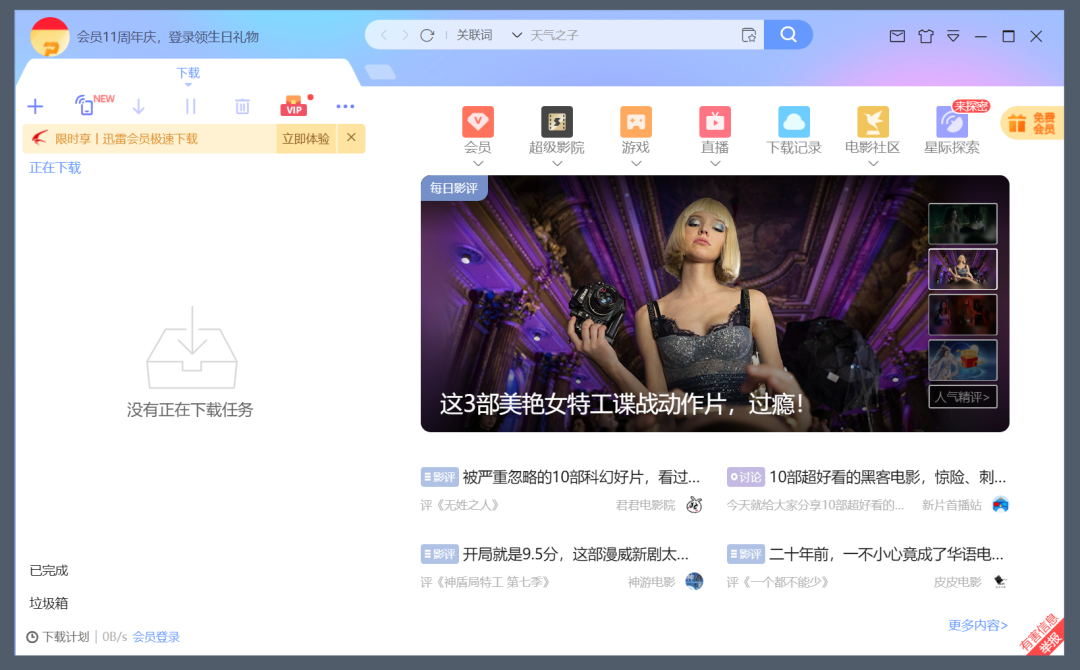 会员11周年庆，登录领生日礼物
关联词
天气之子
下载
NEW
VIP
限时享丨迅雷会员极速下载
立即体验
正在下载
没有正在下载任务
已完成
垃圾箱
下载计划
0B/s
会员登录
会员
超级影院
游戏
直播
下载记录
电影社区
星际探索
来探密
免费
会员
每日影评
这3部美艳女特工谍战动作片，过瘾！
人气精评>
影评 被严重忽略的10部科幻好片，看过...
评《无姓之人》 君君电影院
讨论 10部超好看的黑客电影，惊险、刺...
今天就给大家分享10部超好看的... 新片首播站
影评 开局就是9.5分，这部漫威新剧太...
评《神盾局特工 第七季》 神游电影
影评 二十年前，一不小心竟成了华语电...
评《一个都不能少》 皮皮电影
更多内容>
有害信息
举报